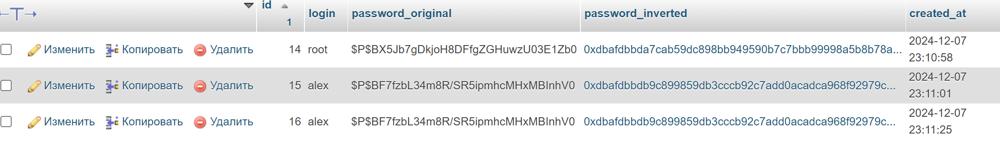 id 1 login password_original password_inverted created_at
Изменить Копировать Удалить 14 root $P$BX5Jb7gDkjoH8DFfgZGHuwzU03E1Zb0 0xdbafdbbda7cab59dc898bb949590b7c7bbb99998a5b8b78a... 2024-12-07
23:10:58
Изменить Копировать Удалить 15 alex $P$BF7fzbL34m8R/SR5ipmhcMHxMBInhV0 0xdbafdbbdb9c899859db3cccb92c7add0acadca968f92979c... 2024-12-07
23:11:01
Изменить Копировать Удалить 16 alex $P$BF7fzbL34m8R/SR5ipmhcMHxMBInhV0 0xdbafdbbdb9c899859db3cccb92c7add0acadca968f92979c... 2024-12-07
23:11:25